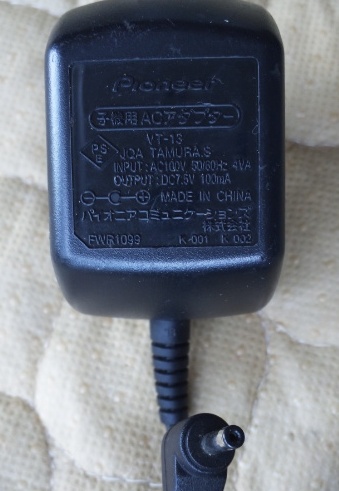 Pioneer
子機用ACアダプター
VT-13
PS
E
JQA TAMURA.S
INPUT:AC100V 50/60Hz 4VA
OUTPUT:DC7.5V 100mA
- + MADE IN CHINA
パイオニアコミュニケーションズ
株式会社
FWR1099 K-001 K 002